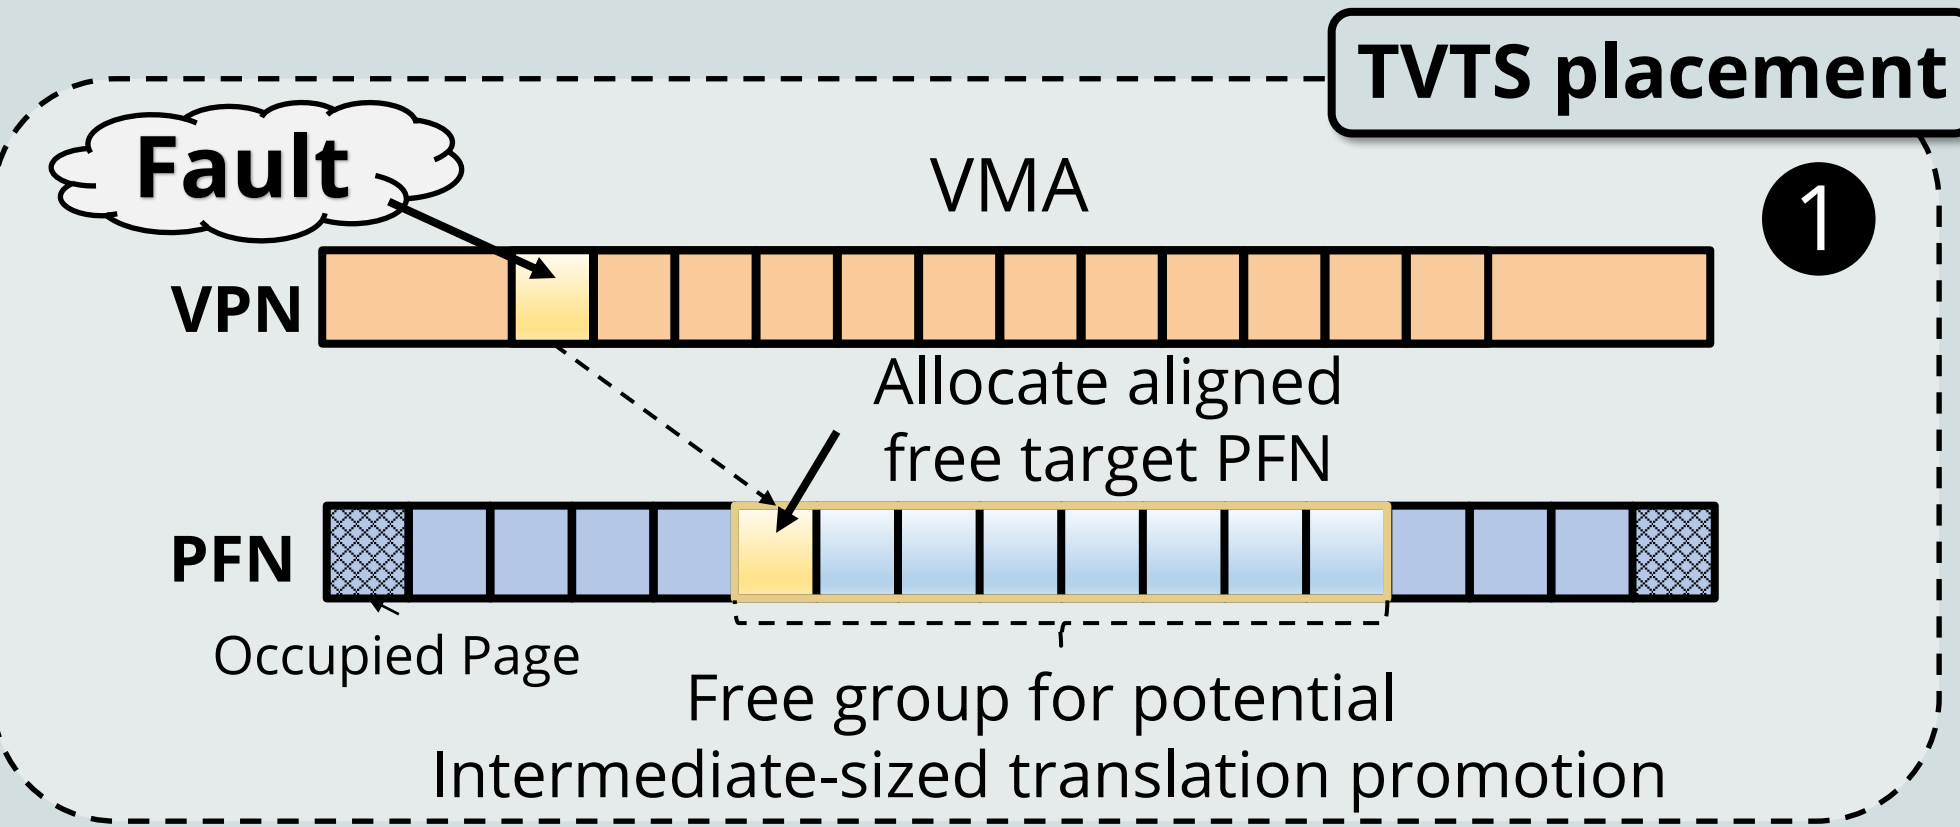 TVTS placement
Fault
VMA
1
VPN
Allocate aligned
free target PFN
PFN
Occupied Page
Free group for potential
Intermediate-sized translation promotion